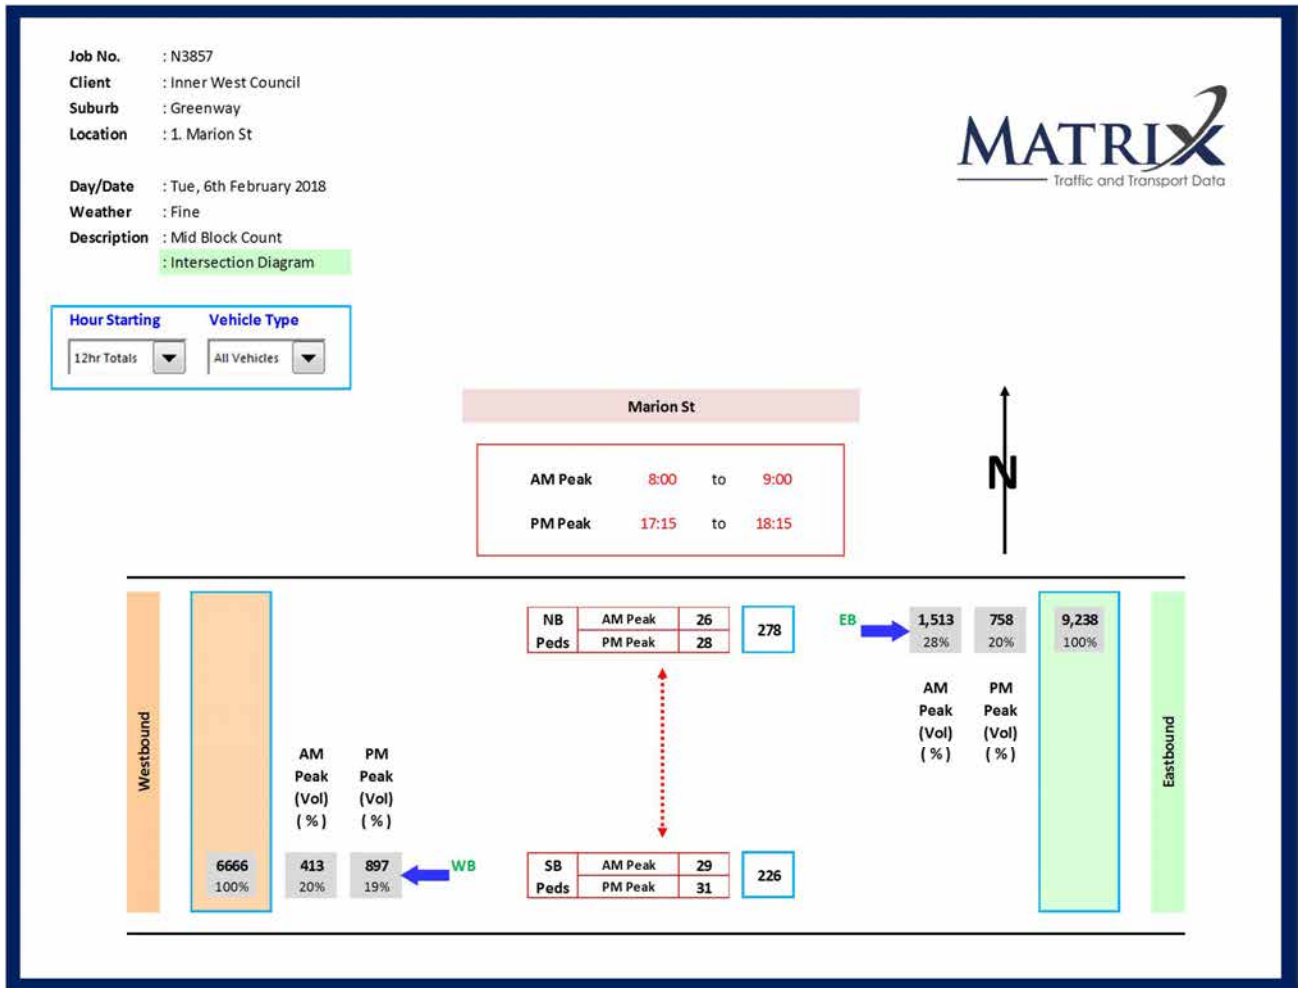 Job No. : N3857
Client : Inner West Council
Suburb : Greenway
Location : 1. Marion St
MATRIX
Traffic and Transport Data
Day/Date : Tue, 6th February 2018
Weather : Fine
Description : Mid Block Count
: Intersection Diagram
Hour Starting Vehicle Type
12hr Totals All Vehicles
Marion St
AM Peak 8:00 to 9:00
PM Peak 17:15 to 18:15
N
NB Peds AM Peak 26 278
PM Peak 28
EB 1,513 758 9,238
28% 20% 100%
AM PM
Peak Peak
(Vol) (Vol)
( % ) ( % )
Westbound
Eastbound
AM PM
Peak Peak
(Vol) (Vol)
( % ) ( % )
6666 413 897 WB
100% 20% 19%
SB Peds AM Peak 29 226
PM Peak 31